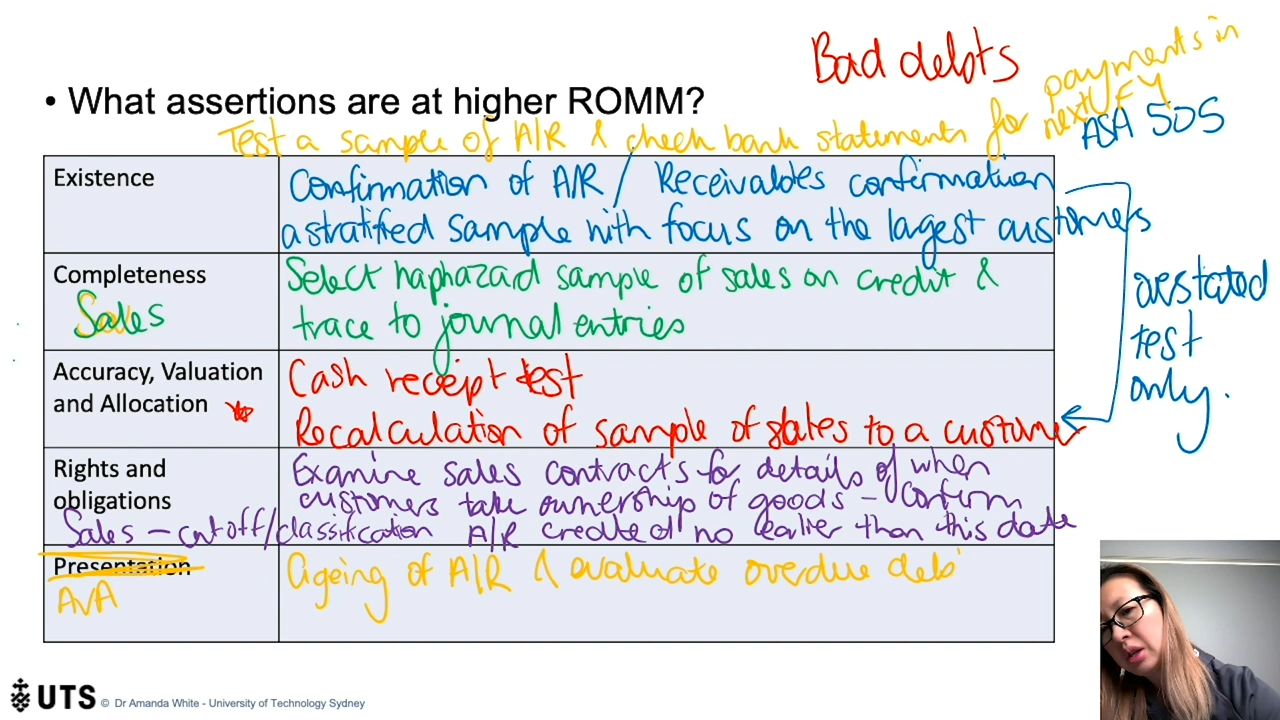 Bad debts
payments in
next FY
• What assertions are at higher ROMM?
Test a sample of A/R & check bank statements for
ASA 505
Existence
Confirmation of A/R / Receivables confirmation
a stratified sample with focus on the largest customers
Completeness
Sales
Select haphazard sample of sales on credit &
trace to journal entries
overstated
test
only.
Accuracy, Valuation
and Allocation
Cash receipt test
Recalculation of sample of sales to a customer
Rights and
obligations
Sales – cut off/classification
Examine sales contracts for details of when
customers take ownership of goods – Confirm
A/R created no earlier than this date
Presentation
AVA
Ageing of A/R & evaluate overdue deb
UTS © Dr Amanda White - University of Technology Sydney